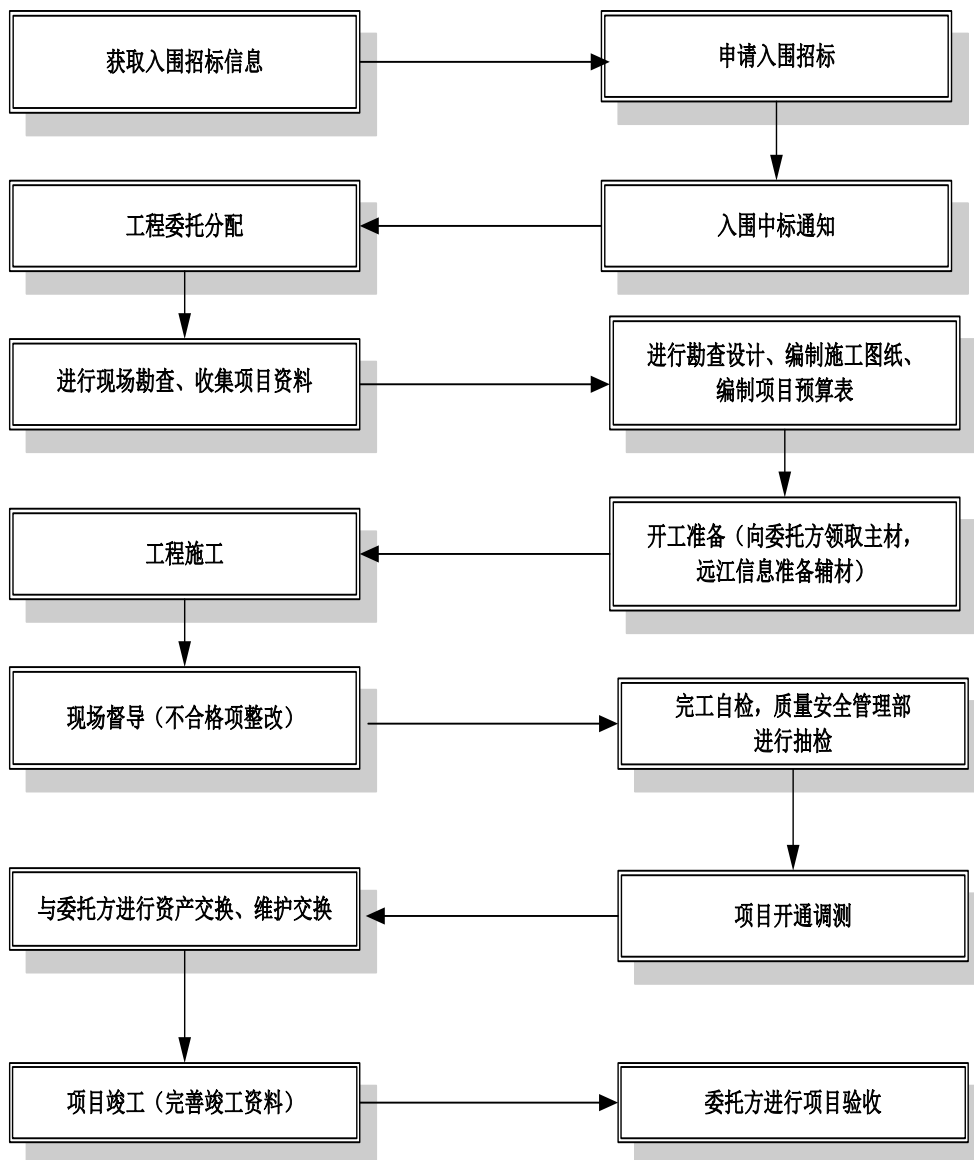 获取入围招标信息
申请入围招标
入围中标通知
工程委托分配
进行现场勘查、收集项目资料
进行勘查设计、编制施工图纸、
编制项目预算表
开工准备（向委托方领取主材，
远江信息准备辅材）
工程施工
现场督导（不合格项整改）
完工自检，质量安全管理部
进行抽检
项目开通调测
与委托方进行资产交换、维护交换
项目竣工（完善竣工资料）
委托方进行项目验收